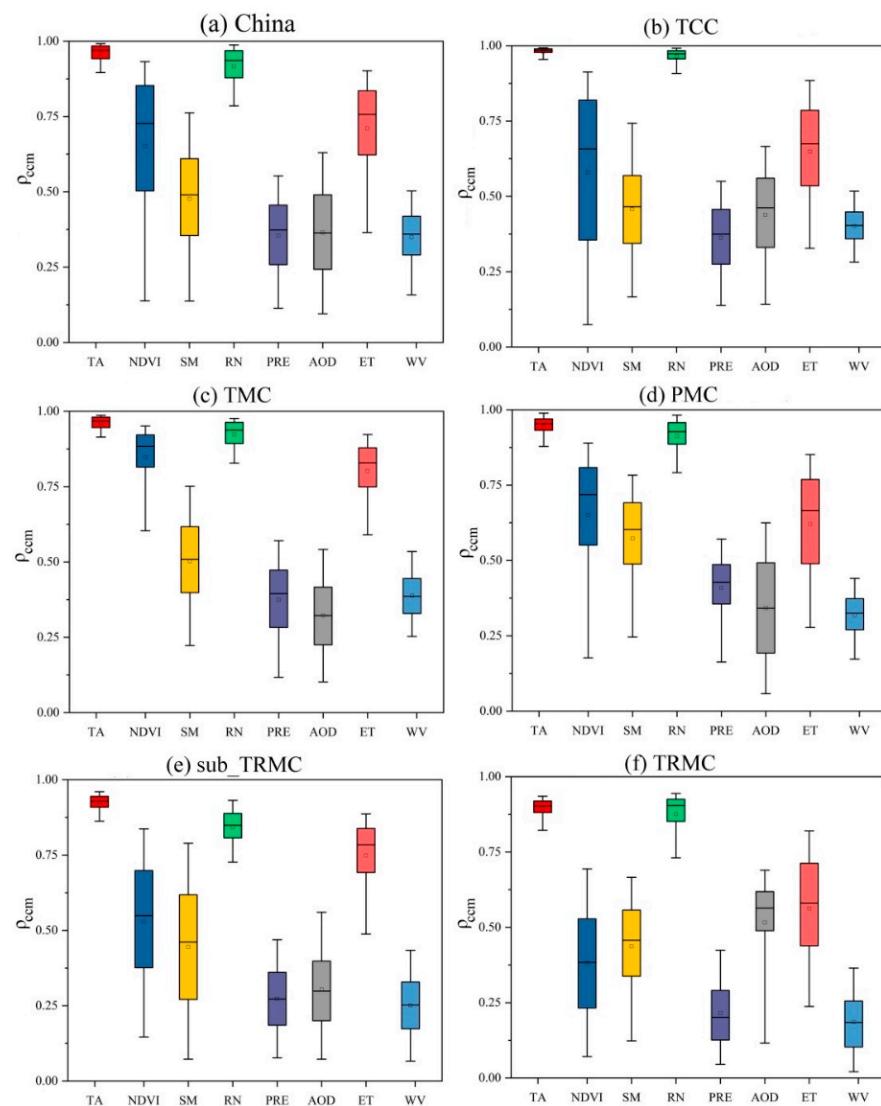 (a) China
(b) TCC
1.00
0.75
0.50
0.25
0.00
ρccm
TA NDVI SM RN PRE AOD ET WV
1.00
0.75
0.50
0.25
0.00
ρccm
TA NDVI SM RN PRE AOD ET WV
(c) TMC
(d) PMC
1.00
0.75
0.50
0.25
0.00
ρccm
TA NDVI SM RN PRE AOD ET WV
1.00
0.75
0.50
0.25
0.00
ρccm
TA NDVI SM RN PRE AOD ET WV
(e) sub_TRMC
(f) TRMC
1.00
0.75
0.50
0.25
0.00
ρccm
TA NDVI SM RN PRE AOD ET WV
1.00
0.75
0.50
0.25
0.00
ρccm
TA NDVI SM RN PRE AOD ET WV